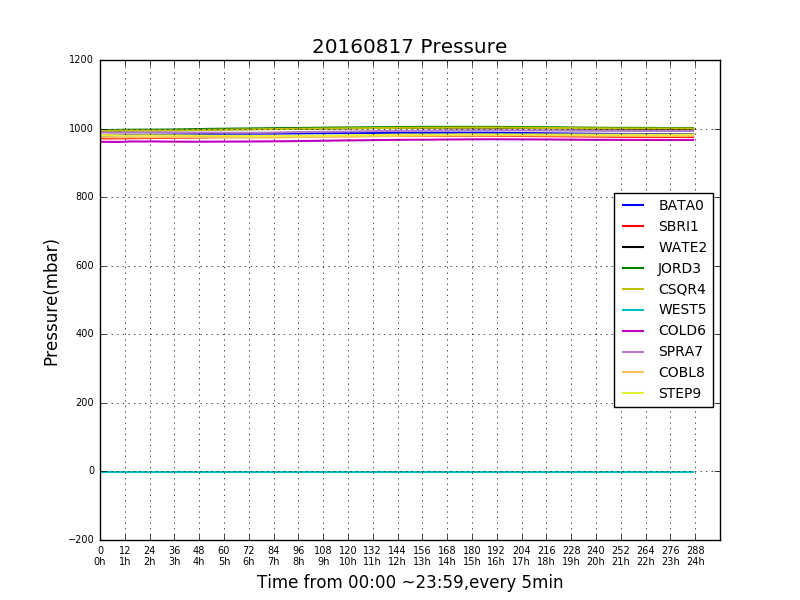 20160817 Pressure
1200
1000
800
600
400
200
0
−200
Pressure(mbar)
BATA0
SBRI1
WATE2
JORD3
CSQR4
WEST5
COLD6
SPRA7
COBL8
STEP9
0 12 24 36 48 60 72 84 96 108 120 132 144 156 168 180 192 204 216 228 240 252 264 276 288
0h 1h 2h 3h 4h 5h 6h 7h 8h 9h 10h 11h 12h 13h 14h 15h 16h 17h 18h 19h 20h 21h 22h 23h 24h
Time from 00:00 ~23:59,every 5min